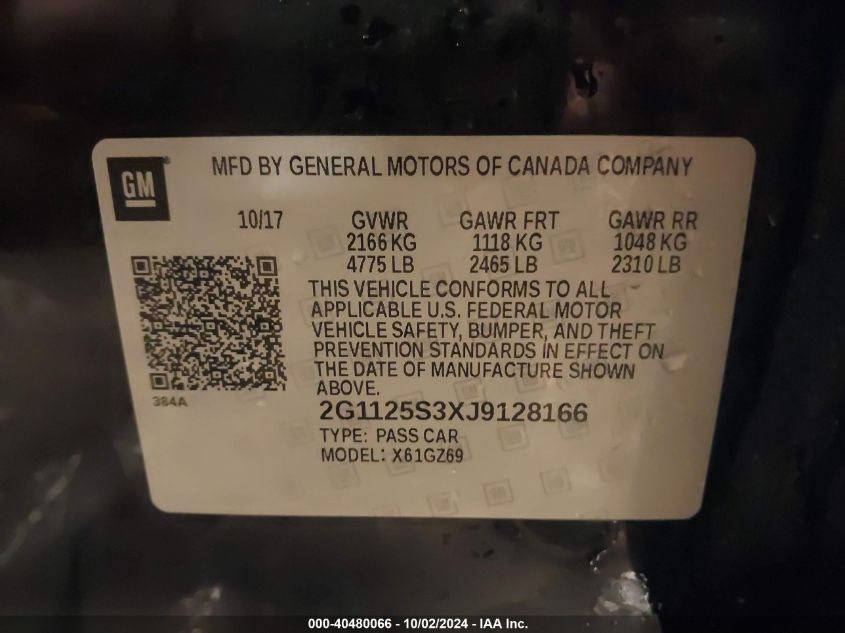 GM®
MFD BY GENERAL MOTORS OF CANADA COMPANY
10/17 GVWR GAWR FRT GAWR RR
2166 KG 1118 KG 1048 KG
4775 LB 2465 LB 2310 LB
THIS VEHICLE CONFORMS TO ALL
APPLICABLE U.S. FEDERAL MOTOR
VEHICLE SAFETY, BUMPER, AND THEFT
PREVENTION STANDARDS IN EFFECT ON
THE DATE OF MANUFACTURE SHOWN
ABOVE.
384A
2G1125S3XJ9128166
TYPE: PASS CAR
MODEL: X61GZ69
000-40480066 - 10/02/2024 - IAA Inc.